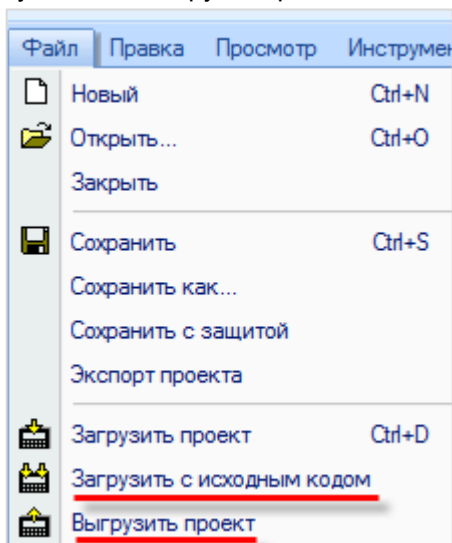 Файл Правка Просмотр
Новый Ctrl+N
Открыть... Ctrl+O
Закрыть
Сохранить Ctrl+S
Сохранить как...
Сохранить с защитой
Экспорт проекта
Загрузить проект Ctrl+D
Загрузить с исходным кодом
Выгрузить проект